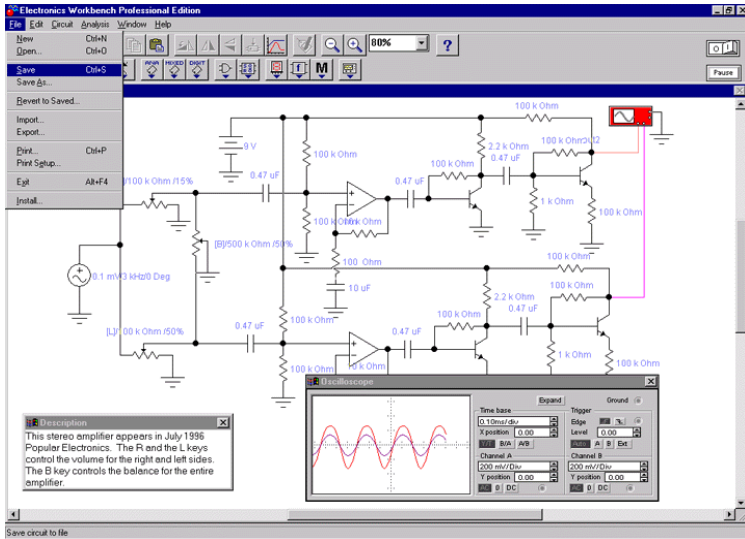 Electronics Workbench Professional Edition
File Edit Circuit Analysis Window Help
New Ctrl+N
Open... Ctrl+O
Save Ctrl+S
Save As...
Revert to Saved...
Import...
Export...
Print... Ctrl+P
Print Setup...
Exit Alt+F4
Install...
80%
?
Pause
ANA MIXED DIGIT
M
100 k Ohm
9 V
100 k Ohm
2.2 k Ohm
100 k Ohm
0.47 uF
100 k Ohm
]/100 k Ohm /15%
0.47 uF
0.47 uF
1 k Ohm
100 k Ohm
100 k Ohm
[B]/500 k Ohm /50%
100 Ohm
100 k Ohm
0.1 mV/3 kHz/0 Deg
10 uF
100 k Ohm
2.2 k Ohm
100 k Ohm
0.47 uF
100 k Ohm
0.47 uF
0.47 uF
1 k Ohm
100 k Ohm
100 k Ohm
Oscilloscope
Expand Ground
Time base
0.10ms/div
X position 0.00
Y/T B/A A/B
Trigger
Edge
Level 0.00
Auto A B Ext
Channel A
200 mV/Div
Y position 0.00
AC 0 DC
Channel B
200 mV/Div
Y position 0.00
AC 0 DC
Description
This stereo amplifier appears in July 1996
Popular Electronics. The R and the L keys
control the volume for the right and left sides.
The B key controls the balance for the entire
amplifier.
Save circuit to file